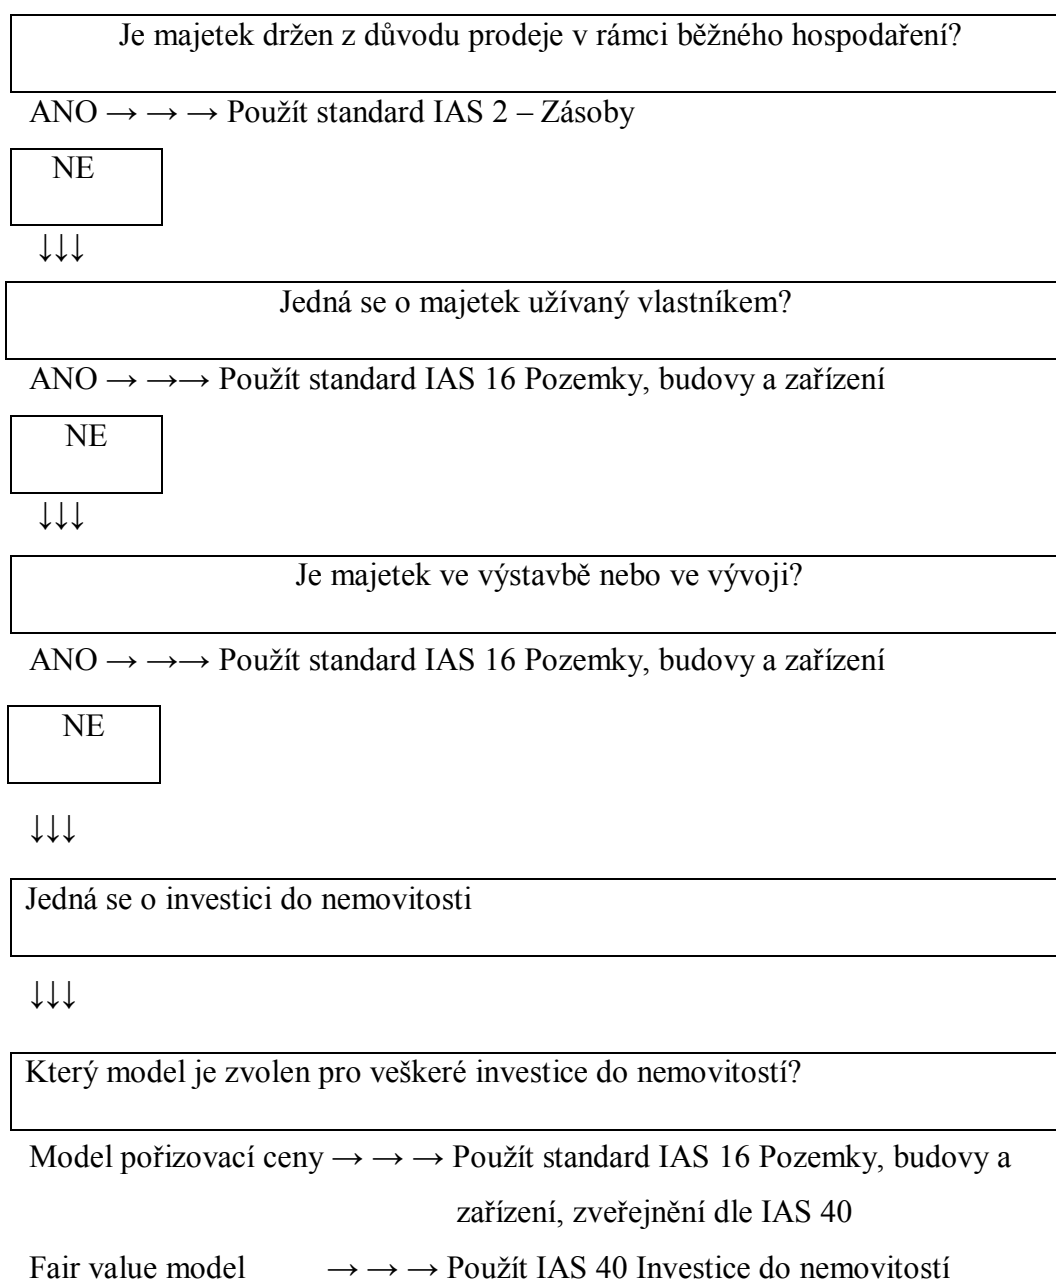 Je majetek držen z důvodu prodeje v rámci běžného hospodaření?
ANO → → → Použít standard IAS 2 – Zásoby
NE
↓↓↓
Jedná se o majetek užívaný vlastníkem?
ANO → →→ Použít standard IAS 16 Pozemky, budovy a zařízení
NE
↓↓↓
Je majetek ve výstavbě nebo ve vývoji?
ANO → →→ Použít standard IAS 16 Pozemky, budovy a zařízení
NE
↓↓↓
Jedná se o investici do nemovitosti
↓↓↓
Který model je zvolen pro veškeré investice do nemovitostí?
Model pořizovací ceny → → → Použít standard IAS 16 Pozemky, budovy a
zařízení, zveřejnění dle IAS 40
Fair value model → → → Použít IAS 40 Investice do nemovitostí